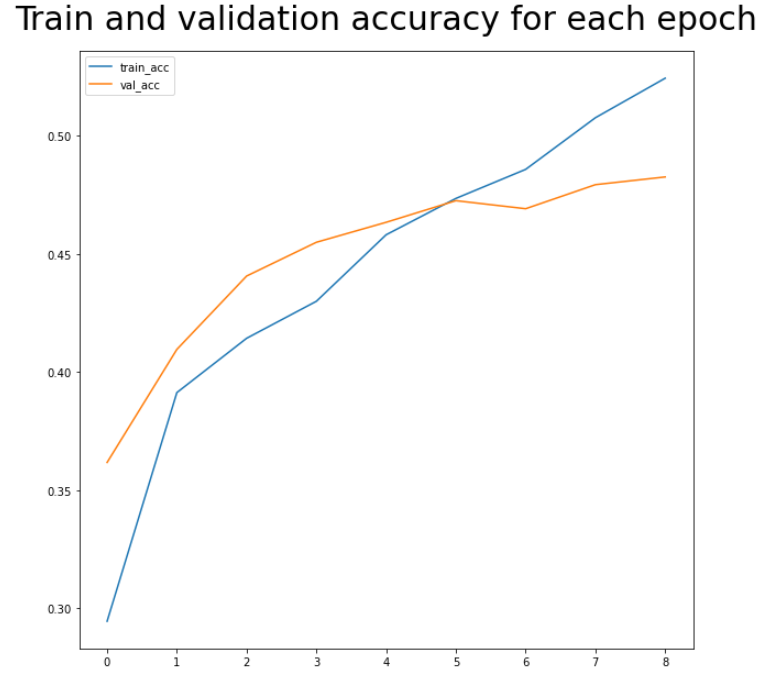 Train and validation accuracy for each epoch
train_acc
val_acc
0.50
0.45
0.40
0.35
0.30
0 1 2 3 4 5 6 7 8